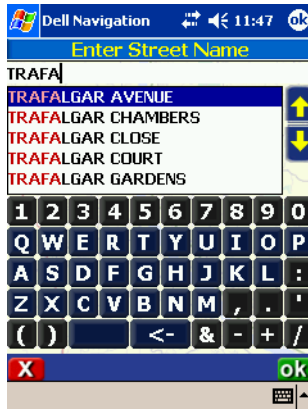 Dell Navigation 11:47 ok
Enter Street Name
TRAFA
TRAFALGAR AVENUE
TRAFALGAR CHAMBERS
TRAFALGAR CLOSE
TRAFALGAR COURT
TRAFALGAR GARDENS
1 2 3 4 5 6 7 8 9 0
Q W E R T Y U I O P
A S D F G H J K L :
Z X C V B N M , . "
( ) <- & - + /
X ok